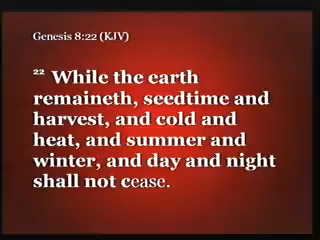 Genesis 8:22 (KJV)
22 While the earth
remaineth, seedtime and
harvest, and cold and
heat, and summer and
winter, and day and night
shall not cease.